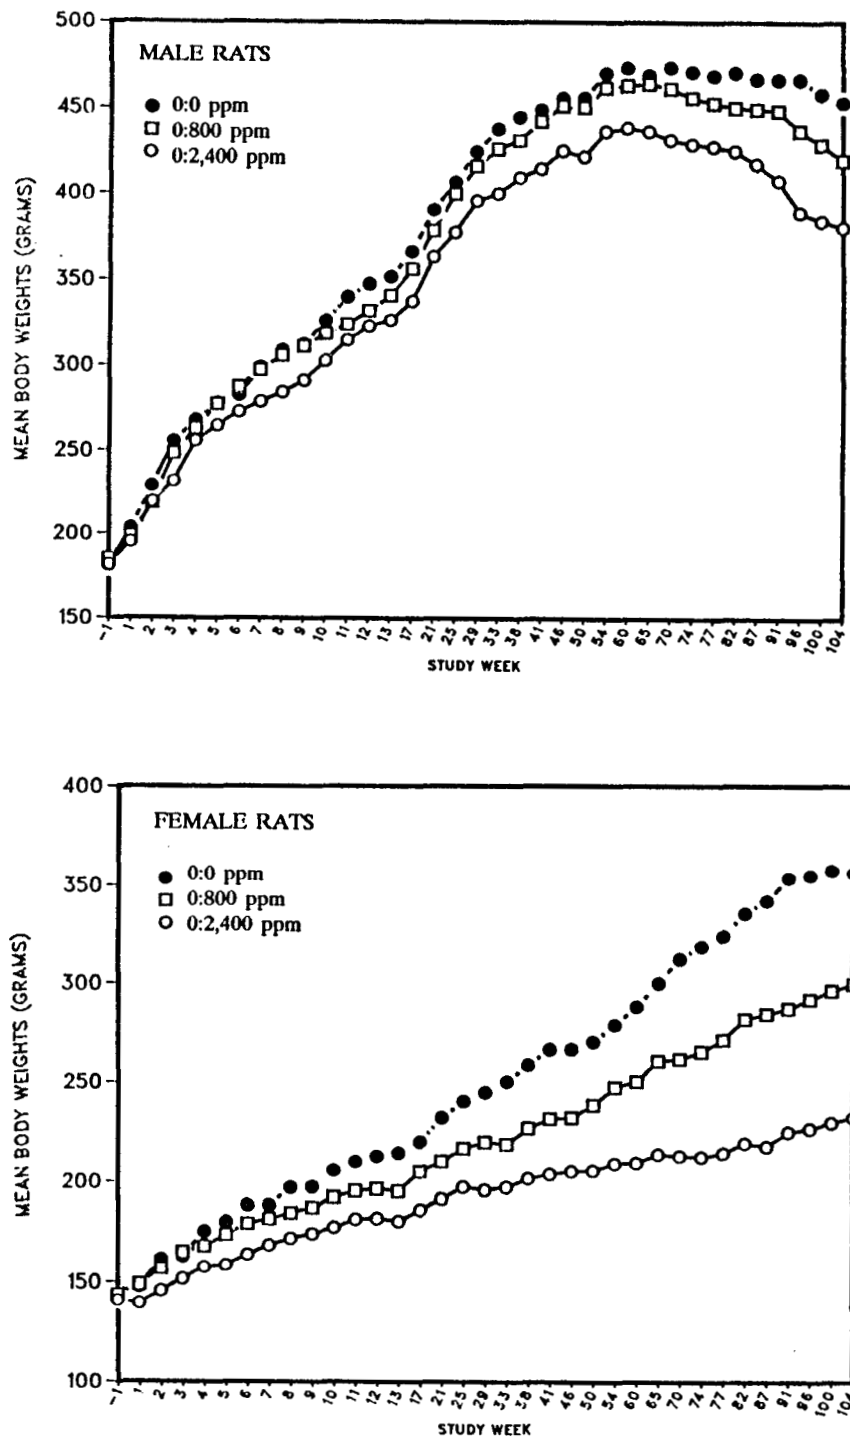 500
MALE RATS
0:0 ppm
0:800 ppm
0:2,400 ppm
450
400
350
300
250
200
150
MEAN BODY WEIGHTS (GRAMS)
-1 1 2 3 4 5 6 7 8 9 10 11 12 13 17 21 25 29 33 38 41 46 50 54 60 65 70 74 77 82 87 91 96 100 104
STUDY WEEK
400
FEMALE RATS
0:0 ppm
0:800 ppm
0:2,400 ppm
350
300
250
200
150
100
MEAN BODY WEIGHTS (GRAMS)
-1 1 2 3 4 5 6 7 8 9 10 11 12 13 17 21 25 29 33 38 41 46 50 54 60 65 70 74 77 82 87 91 96 100 104
STUDY WEEK